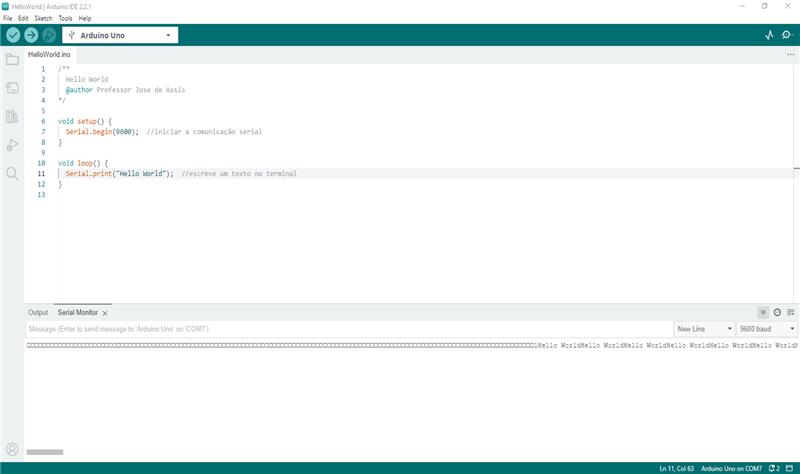 HelloWorld | Arduino IDE 2.2.1
File Edit Sketch Tools Help
Arduino Uno
HelloWorld.ino
1 /**
2 Hello World
3 @author Professor Jose de Assis
4 */
5
6 void setup() {
7 Serial.begin(9600); //iniciar a comunicação serial
8 }
9
10 void loop() {
11 Serial.print("Hello World"); //escreve um texto no terminal
12 }
13
Output Serial Monitor
Message (Enter to send message to 'Arduino Uno' on 'COM7')
New Line
9600 baud
lHello WorldHello WorldHello WorldHello WorldHello WorldHello WorldH
Ln 11, Col 63 Arduino Uno on COM7 2